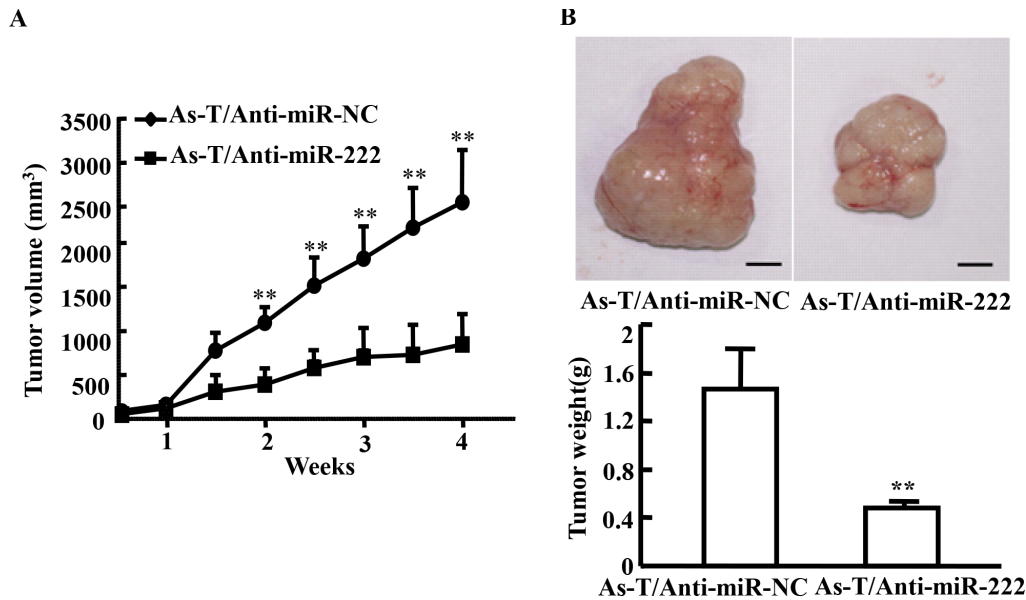 A
B
As-T/Anti-miR-NC
As-T/Anti-miR-222
Tumor volume (mm³)
3500
3000
2500
2000
1500
1000
500
0
**
**
**
**
**
1
2
3
4
Weeks
As-T/Anti-miR-NC
As-T/Anti-miR-222
Tumor weight(g)
2
1.6
1.2
0.8
0.4
0
**
As-T/Anti-miR-NC
As-T/Anti-miR-222